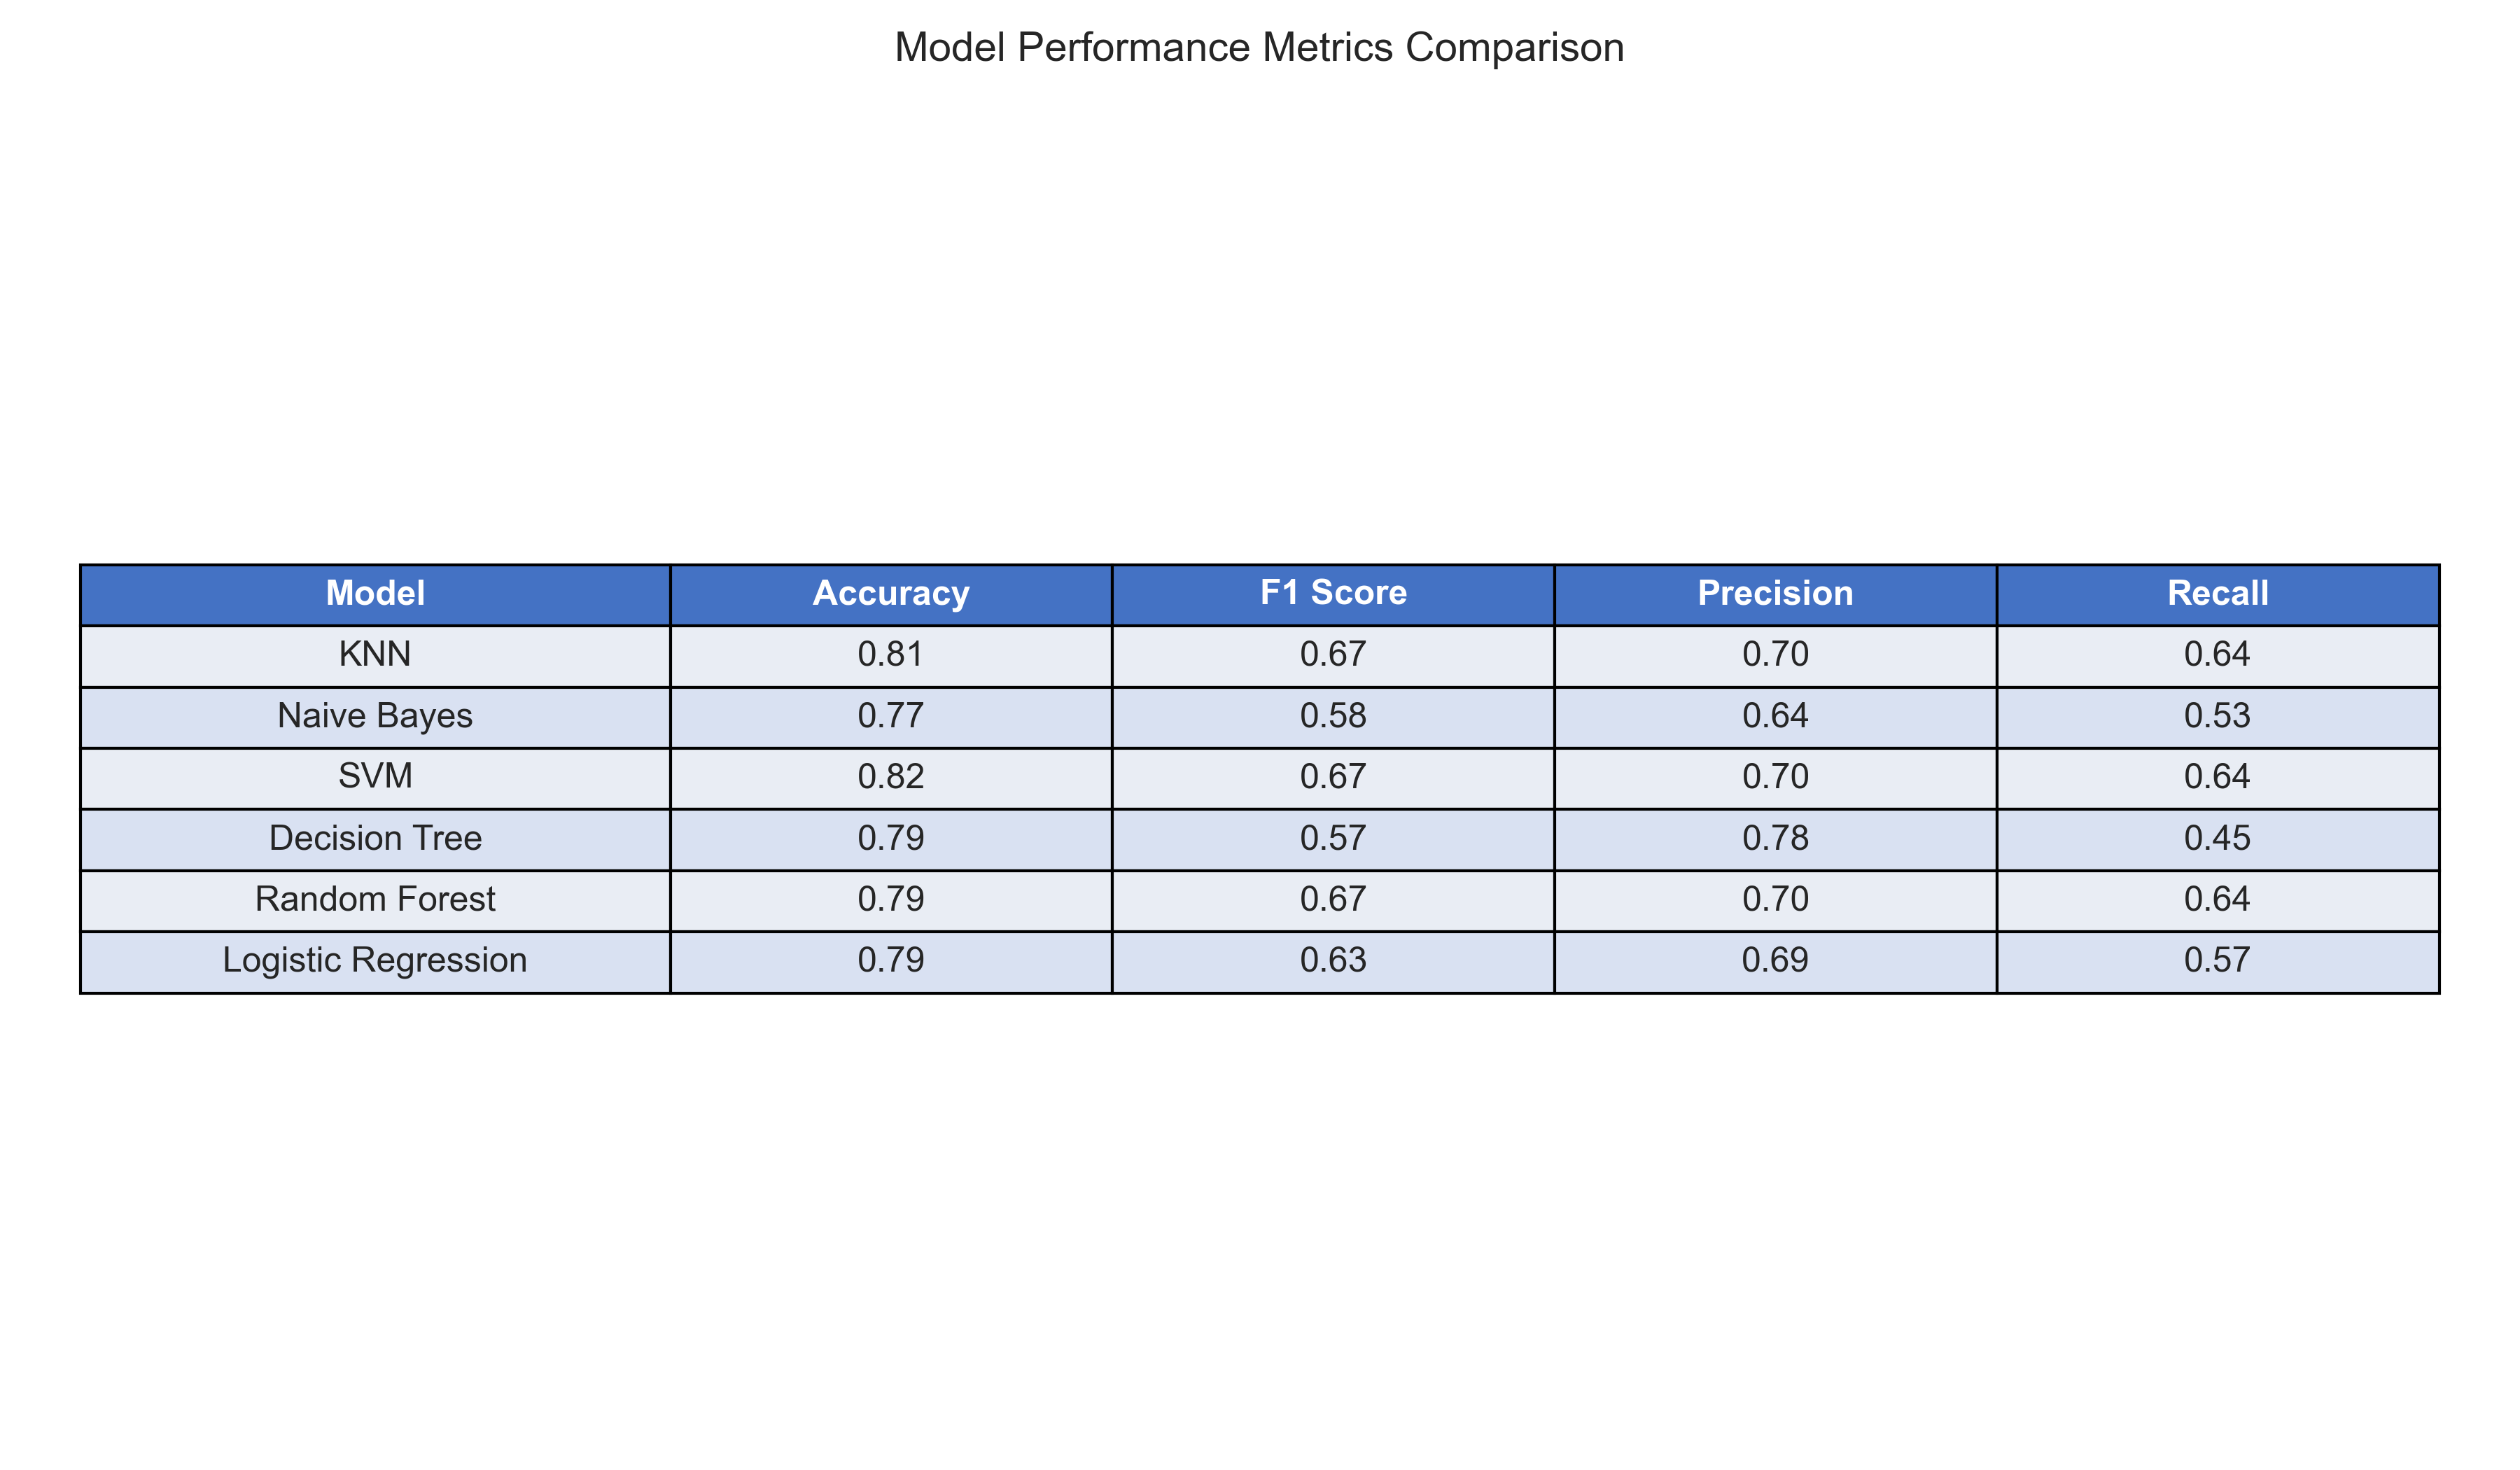 Model Performance Metrics Comparison
Model Accuracy F1 Score Precision Recall
KNN 0.81 0.67 0.70 0.64
Naive Bayes 0.77 0.58 0.64 0.53
SVM 0.82 0.67 0.70 0.64
Decision Tree 0.79 0.57 0.78 0.45
Random Forest 0.79 0.67 0.70 0.64
Logistic Regression 0.79 0.63 0.69 0.57